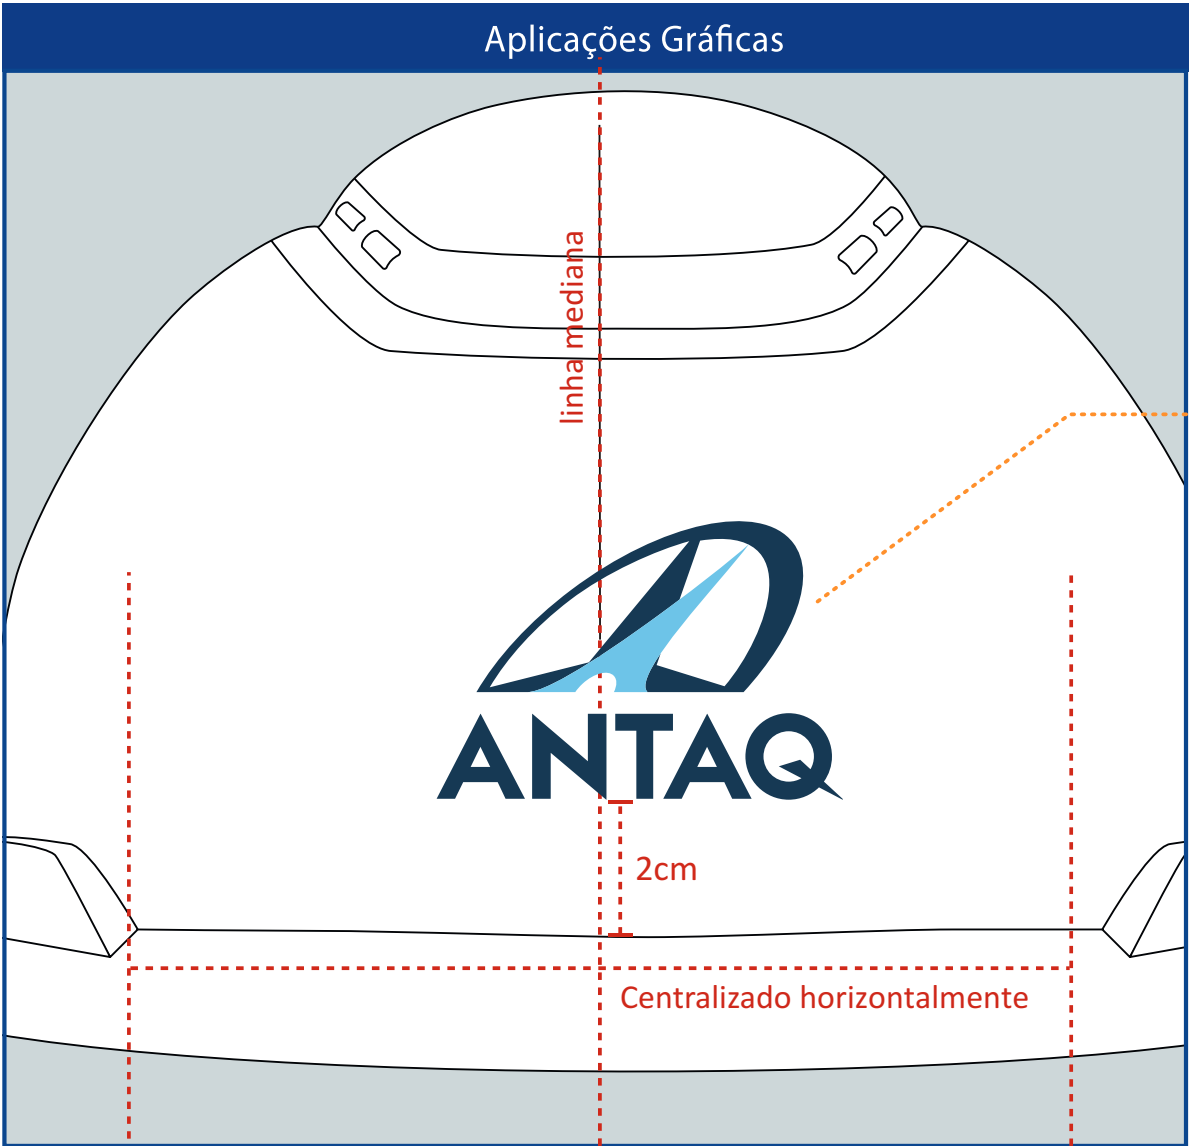 Aplicações Gráficas
linha mediana
ANTAQ
2cm
Centralizado horizontalmente